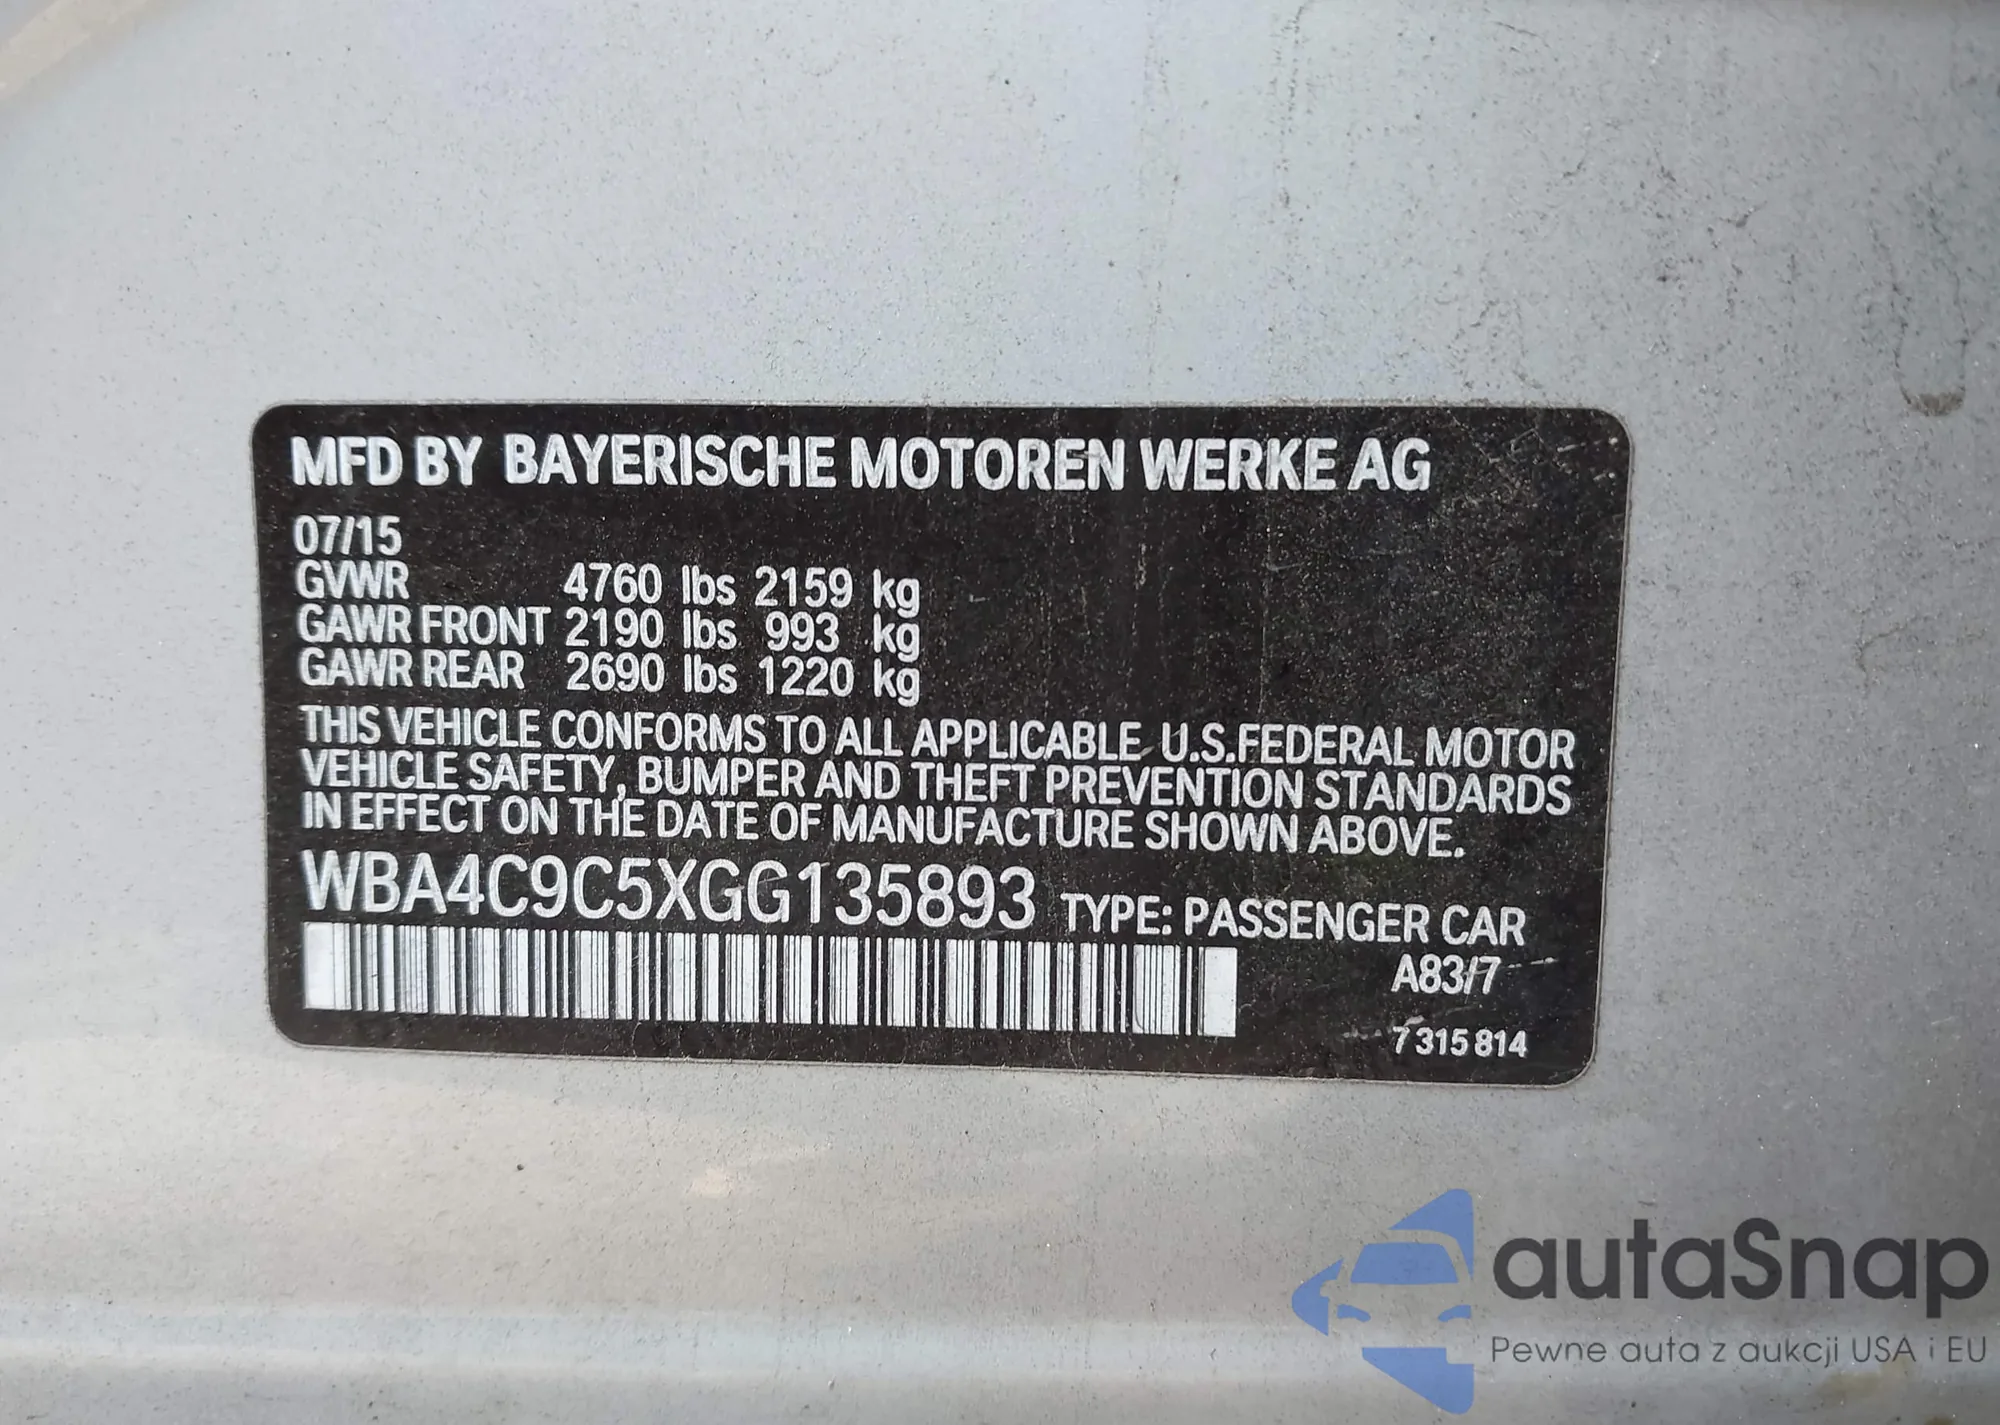 MFD BY BAYERISCHE MOTOREN WERKE AG
07/15
GVWR 4760 lbs 2159 kg
GAWR FRONT 2190 lbs 993 kg
GAWR REAR 2690 lbs 1220 kg
THIS VEHICLE CONFORMS TO ALL APPLICABLE U.S.FEDERAL MOTOR
VEHICLE SAFETY, BUMPER AND THEFT PREVENTION STANDARDS
IN EFFECT ON THE DATE OF MANUFACTURE SHOWN ABOVE.
WBA4C9C5XGG135893 TYPE: PASSENGER CAR
A83/7
7 315 814
autaSnap
Pewne auta z aukcji USA i EU